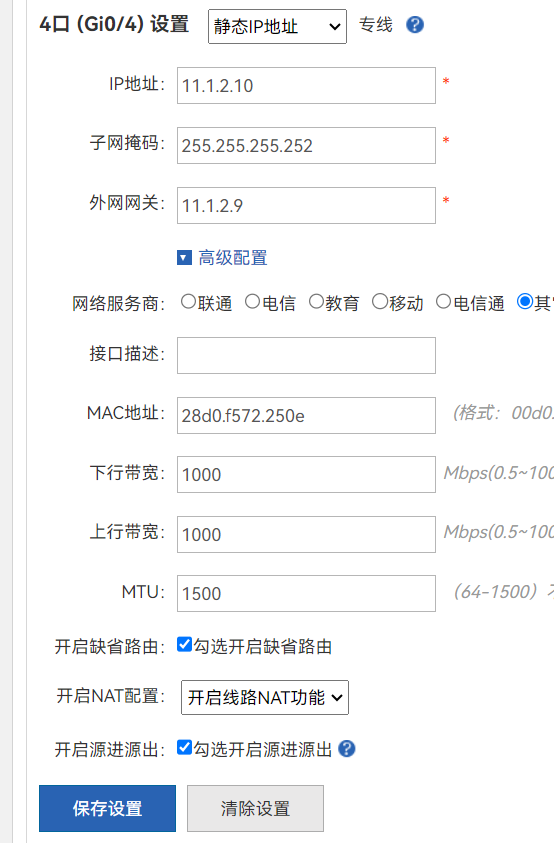 4口 (Gi0/4) 设置 静态IP地址 专线
IP地址： 11.1.2.10 *
子网掩码： 255.255.255.252 *
外网网关： 11.1.2.9 *
高级配置
网络服务商： 联通 电信 教育 移动 电信通 其
接口描述：
MAC地址： 28d0.f572.250e (格式：00d0.
下行带宽： 1000 Mbps(0.5~100
上行带宽： 1000 Mbps(0.5~100
MTU： 1500 （64-1500）
开启缺省路由： 勾选开启缺省路由
开启NAT配置： 开启线路NAT功能
开启源进源出： 勾选开启源进源出
保存设置 清除设置